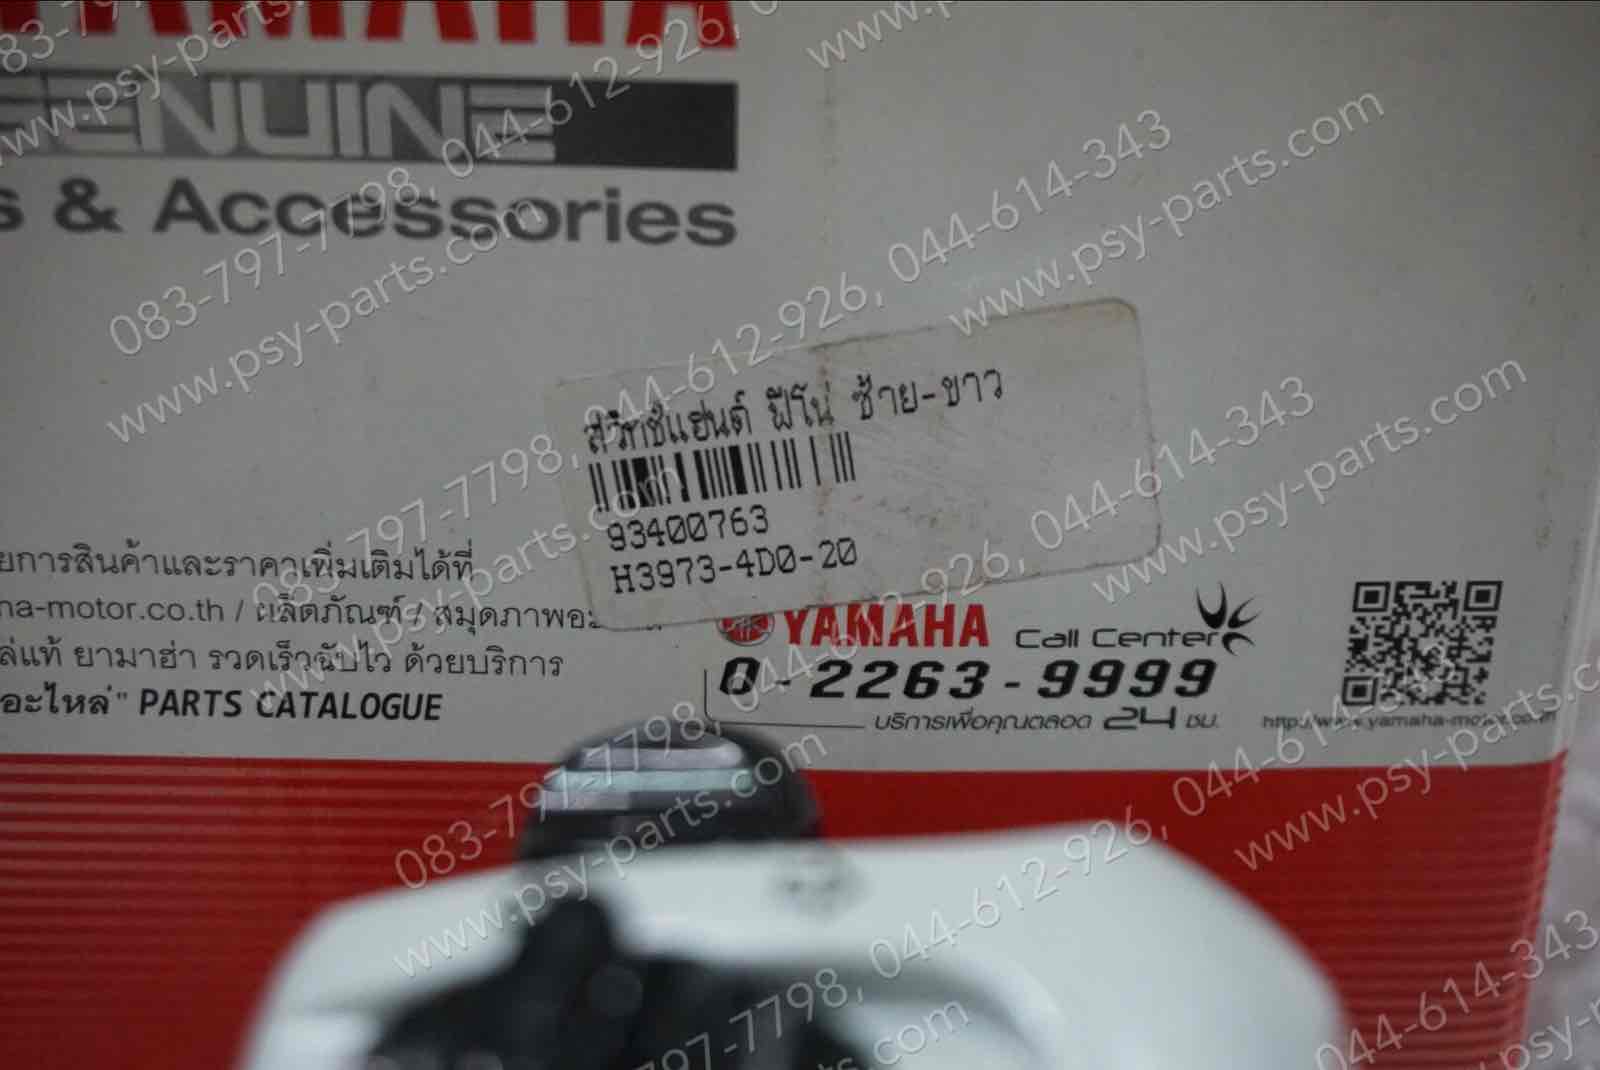 YAMAHA
GENUINE
& Accessories
สวิทช์แฮนด์ ฟีโน่ ซ้าย-ขาว
93400763
H3973-4D0-20
ยการสินค้าและราคาเพิ่มเติมได้ที่
na-motor.co.th / ผลิตภัณฑ์ / สมุดภาพอะ
ล่แท้ ยามาฮ่า รวดเร็วฉับไว ด้วยบริการ
อะไหล่" PARTS CATALOGUE
YAMAHA Call Center
0-2263-9999
บริการเพื่อคุณตลอด 24 ชม.
http://www.yamaha-motor.co.th
083-797-7798, 044-612-926, 044-614-343
www.psy-parts.com